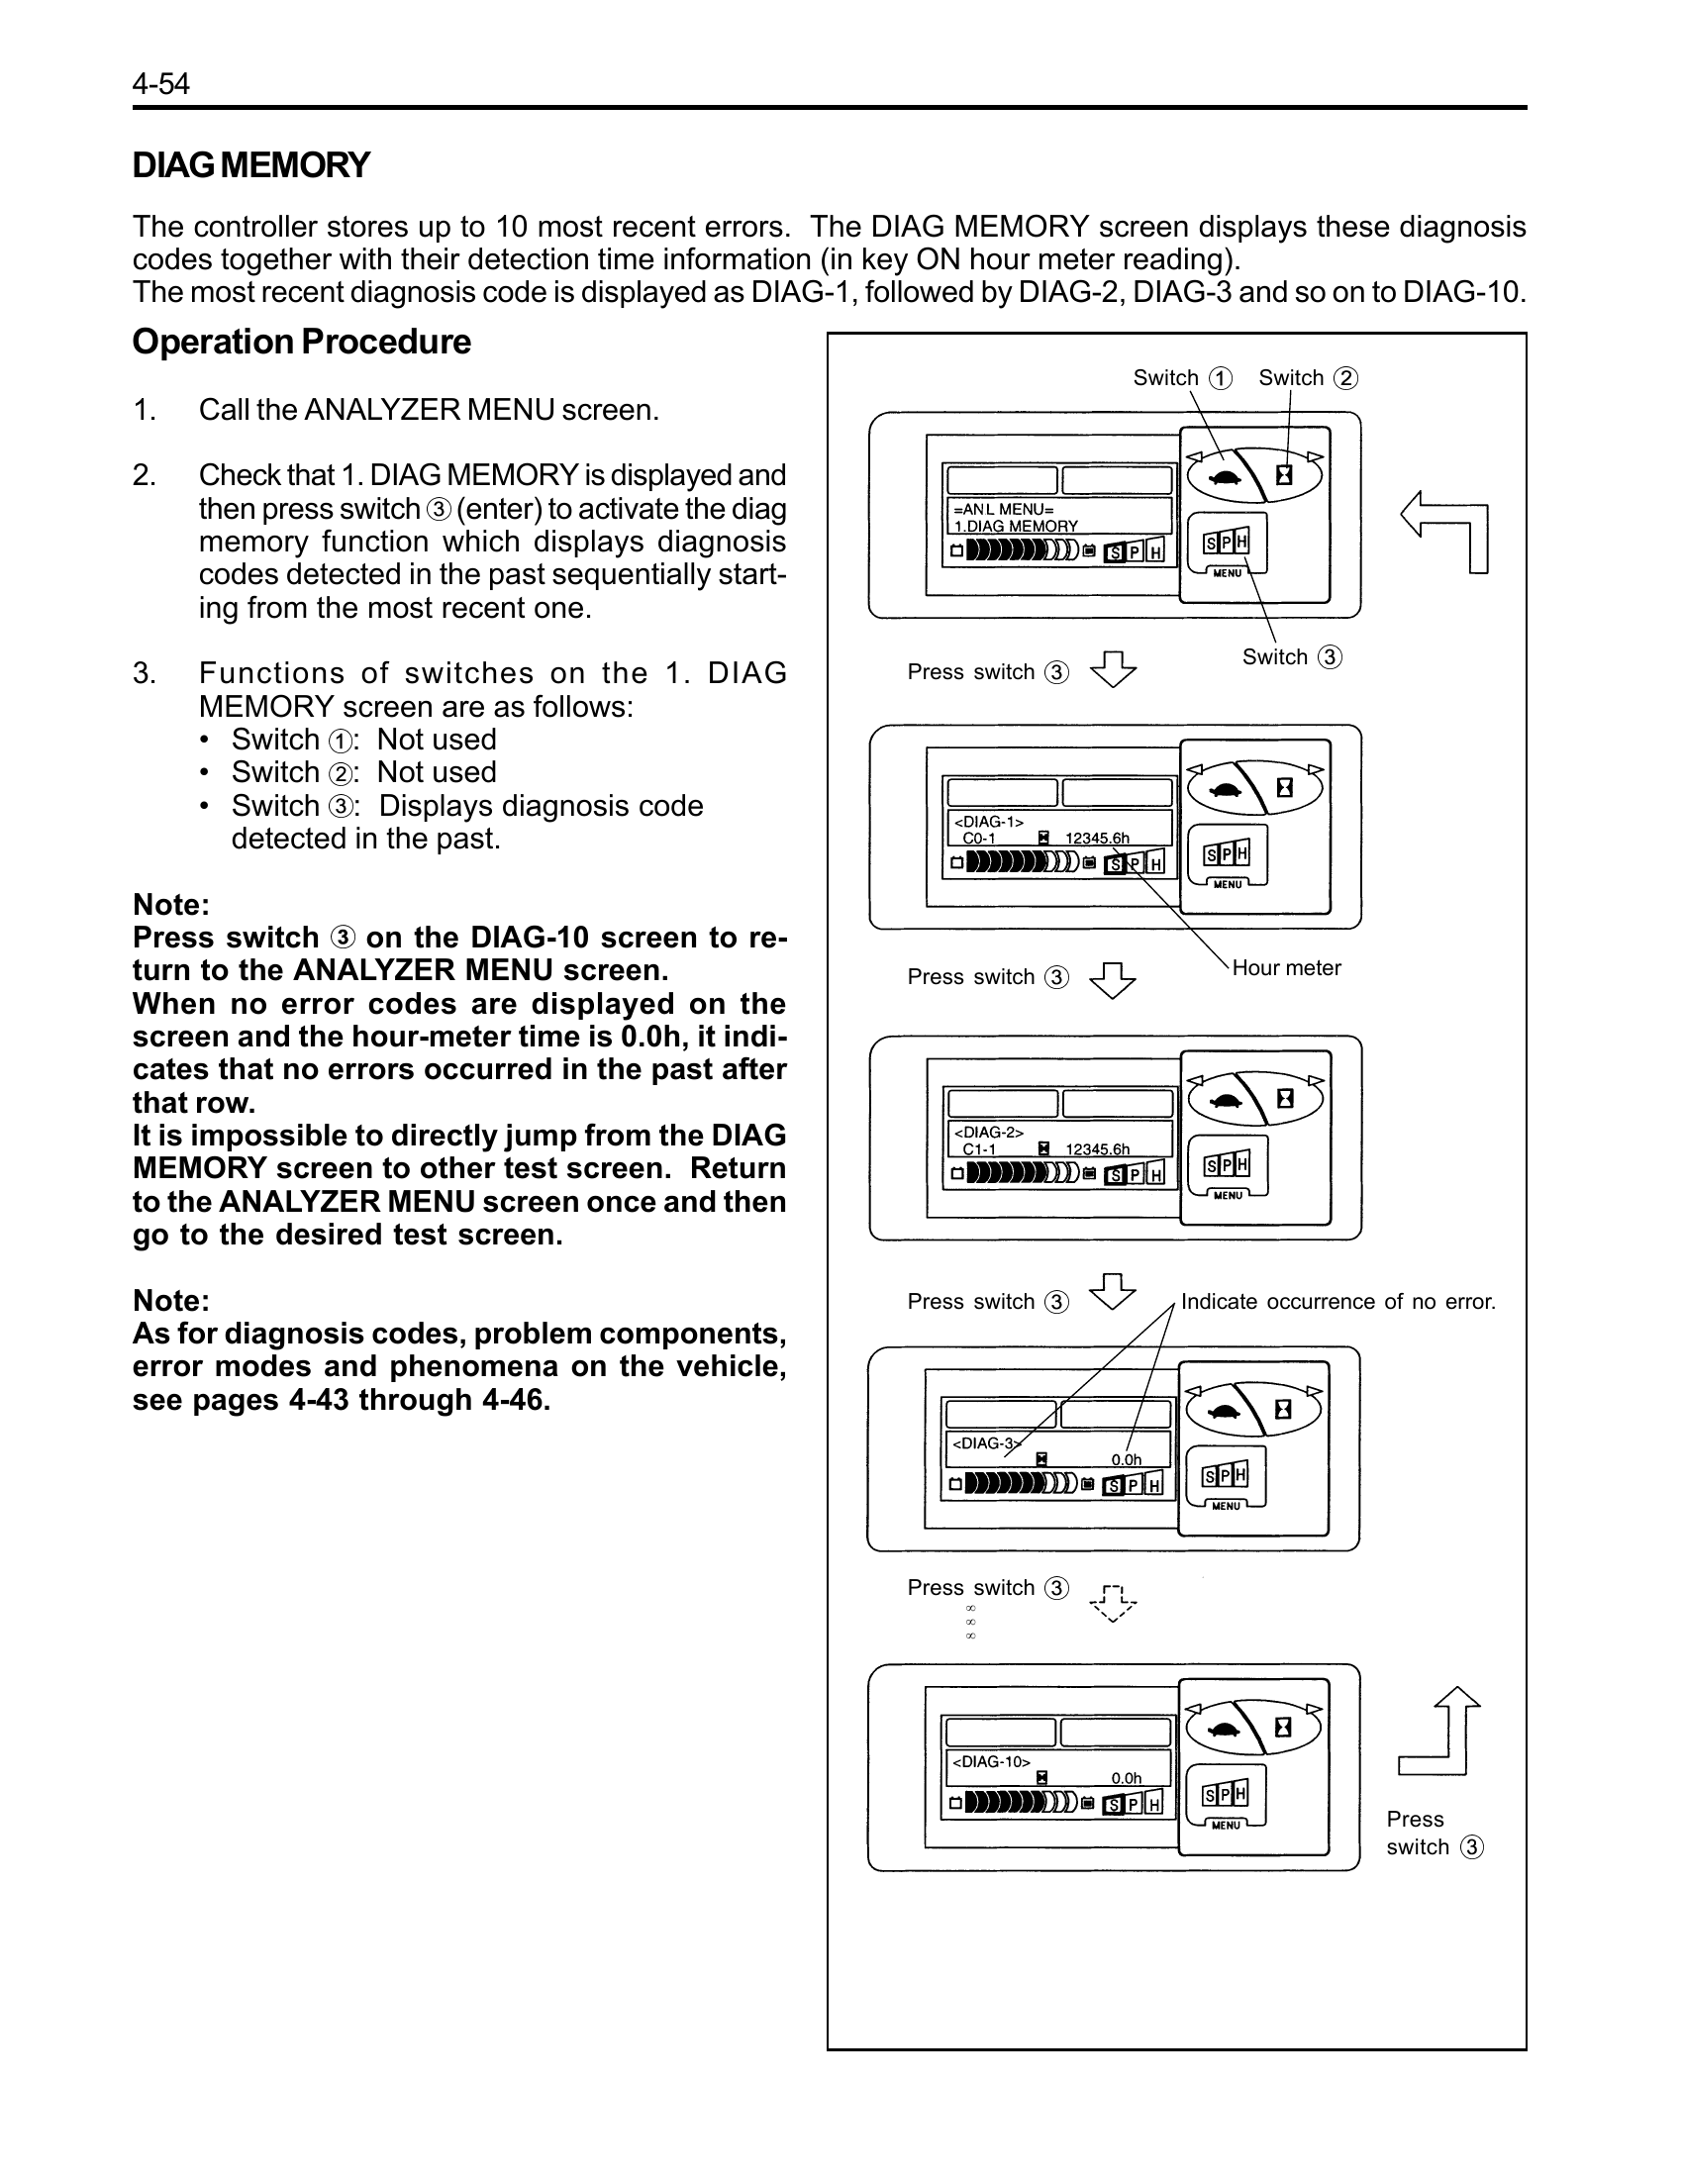 4-54
DIAG MEMORY
The controller stores up to 10 most recent errors.  The DIAG MEMORY screen displays these diagnosis
codes together with their detection time information (in key ON hour meter reading).
The most recent diagnosis code is displayed as DIAG-1, followed by DIAG-2, DIAG-3 and so on to DIAG-10.
Operation Procedure
1. Call the ANALYZER MENU screen.
2. Check that 1. DIAG MEMORY is displayed and
then press switch ③ (enter) to activate the diag
memory function which displays diagnosis
codes detected in the past sequentially start-
ing from the most recent one.
3. Functions of switches on the 1. DIAG
MEMORY screen are as follows:
• Switch ①:  Not used
• Switch ②:  Not used
• Switch ③:  Displays diagnosis code
detected in the past.
Note:
Press switch ③ on the DIAG-10 screen to re-
turn to the ANALYZER MENU screen.
When no error codes are displayed on the
screen and the hour-meter time is 0.0h, it indi-
cates that no errors occurred in the past after
that row.
It is impossible to directly jump from the DIAG
MEMORY screen to other test screen.  Return
to the ANALYZER MENU screen once and then
go to the desired test screen.
Note:
As for diagnosis codes, problem components,
error modes and phenomena on the vehicle,
see pages 4-43 through 4-46.
Switch ① Switch ②
=ANL MENU=
1.DIAG MEMORY
S P H
S P H
MENU
Switch ③
Press switch ③
<DIAG-1>
C0-1 12345.6h
S P H
S P H
MENU
Hour meter
Press switch ③
<DIAG-2>
C1-1 12345.6h
S P H
S P H
MENU
Press switch ③ Indicate occurrence of no error.
<DIAG-3>
0.0h
S P H
S P H
MENU
Press switch ③
∞
∞
∞
<DIAG-10>
0.0h
S P H
S P H
MENU
Press
switch ③